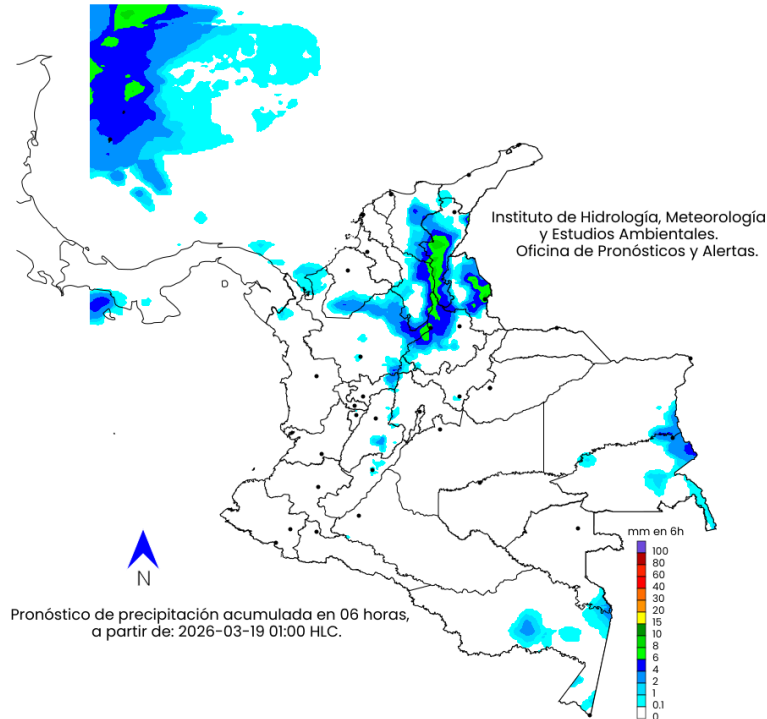 Instituto de Hidrología, Meteorología
y Estudios Ambientales.
Oficina de Pronósticos y Alertas.
mm en 6h
100
80
60
40
30
20
15
10
8
6
4
2
1
0.1
0
N
Pronóstico de precipitación acumulada en 06 horas,
a partir de: 2026-03-19 01:00 HLC.